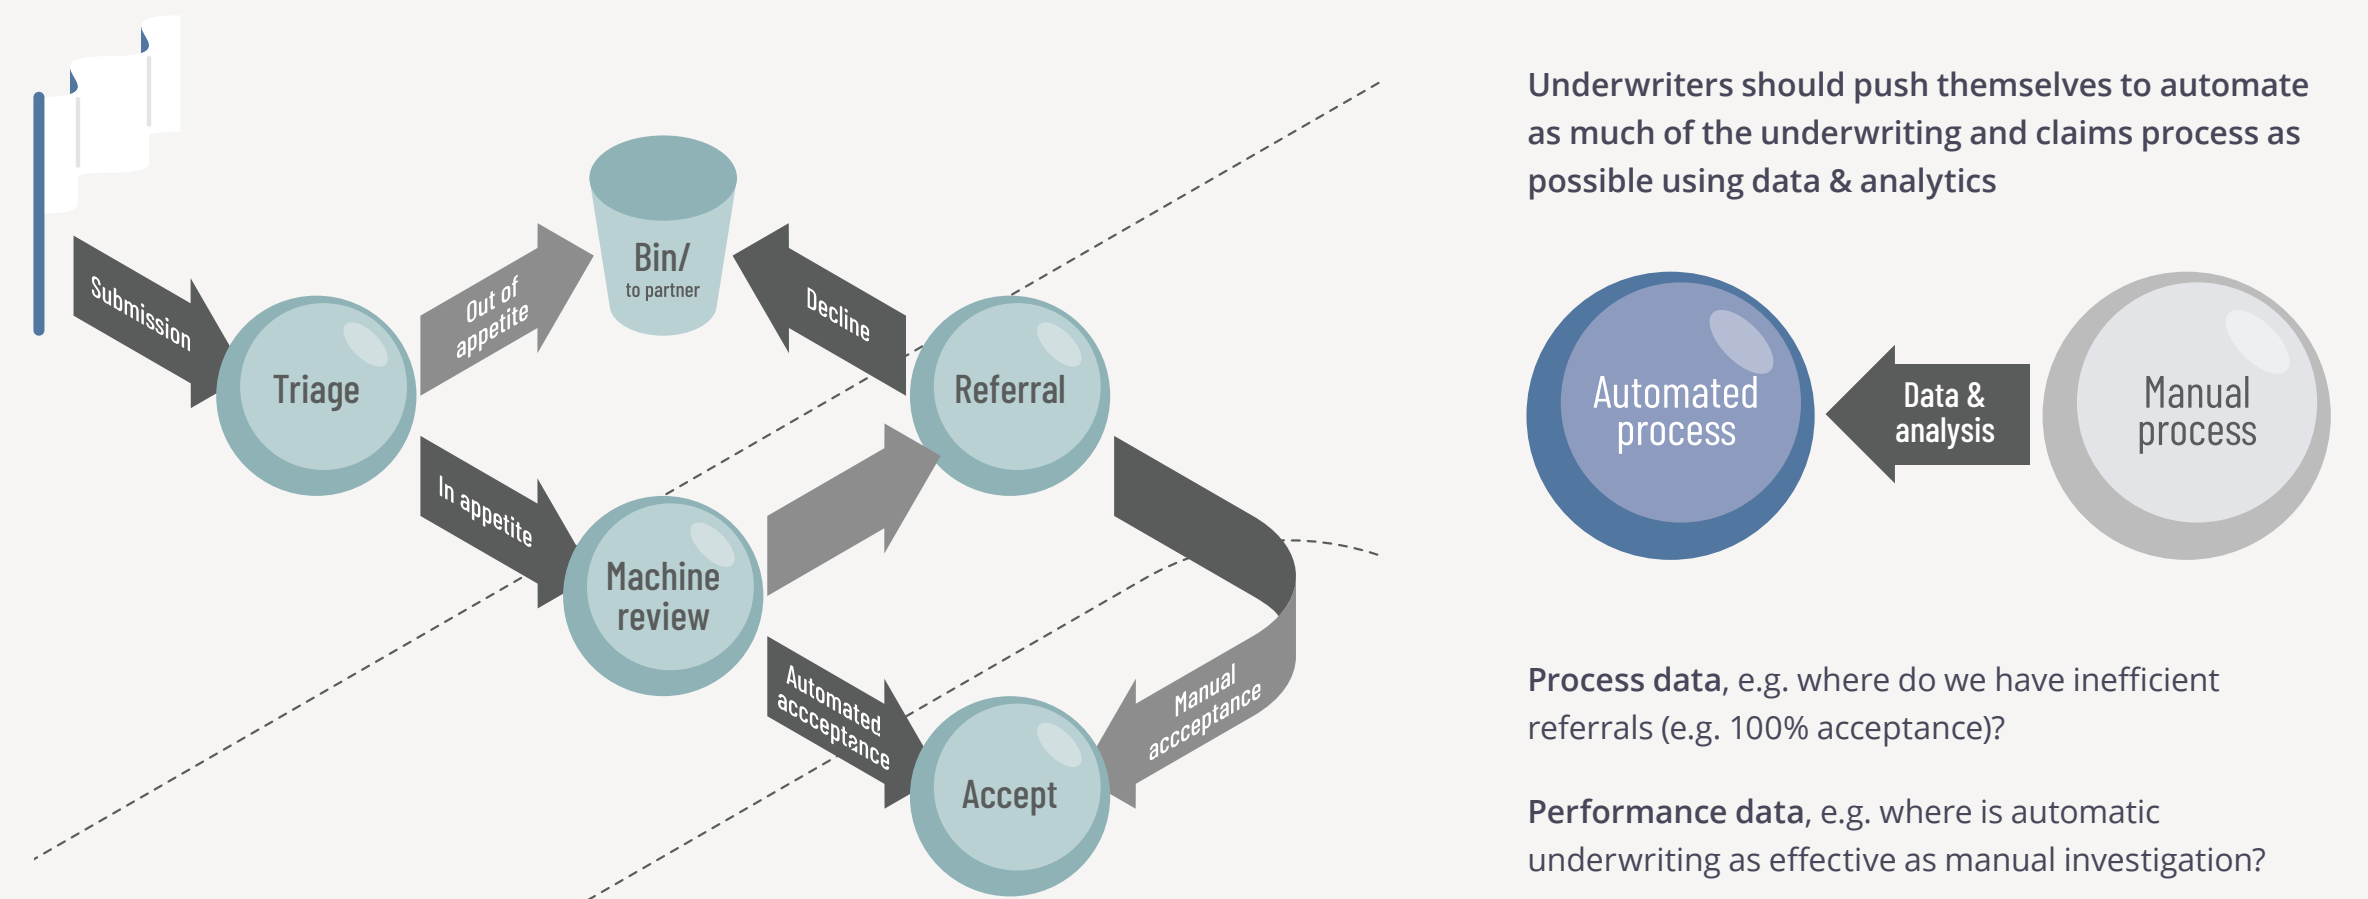 Submission
Triage
Out of
appetite
Bin/
to partner
Decline
Referral
In appetite
Machine
review
Automated
accceptance
Manual
accceptance
Accept
Underwriters should push themselves to automate
as much of the underwriting and claims process as
possible using data & analytics
Automated
process
Data &
analysis
Manual
process
Process data, e.g. where do we have inefficient
referrals (e.g. 100% acceptance)?
Performance data, e.g. where is automatic
underwriting as effective as manual investigation?